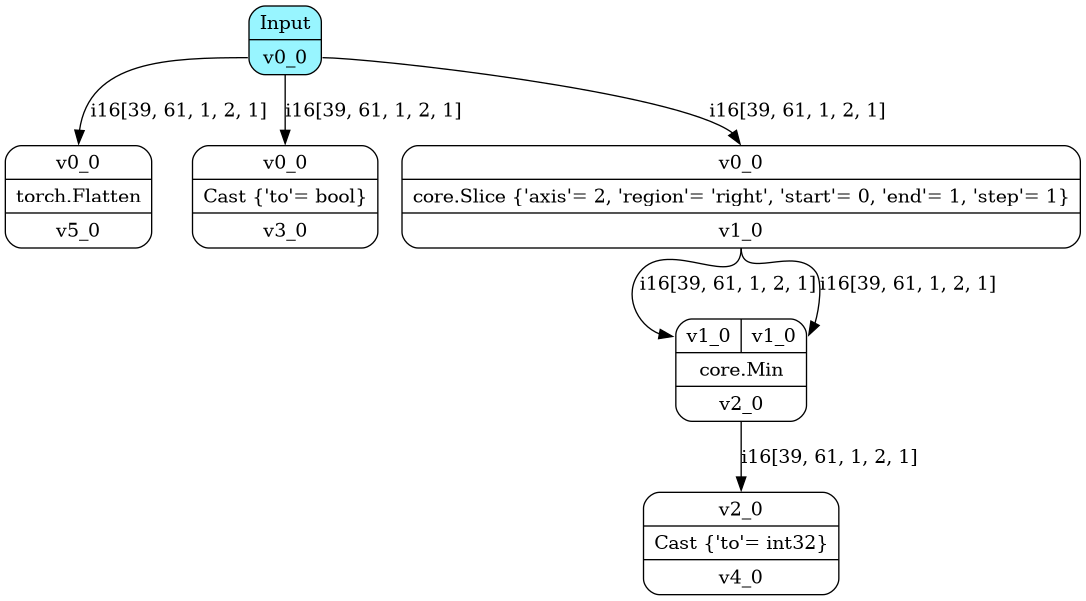 Input
v0_0
i16[39, 61, 1, 2, 1]
i16[39, 61, 1, 2, 1]
i16[39, 61, 1, 2, 1]
v0_0
torch.Flatten
v5_0
v0_0
Cast {'to'= bool}
v3_0
v0_0
core.Slice {'axis'= 2, 'region'= 'right', 'start'= 0, 'end'= 1, 'step'= 1}
v1_0
i16[39, 61, 1, 2, 1]
i16[39, 61, 1, 2, 1]
v1_0
v1_0
core.Min
v2_0
i16[39, 61, 1, 2, 1]
v2_0
Cast {'to'= int32}
v4_0